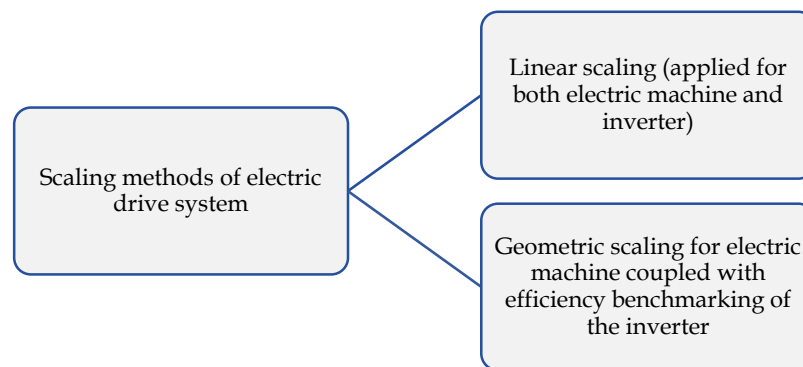 Scaling methods of electric
drive system
Linear scaling (applied for
both electric machine and
inverter)
Geometric scaling for electric
machine coupled with
efficiency benchmarking of
the inverter